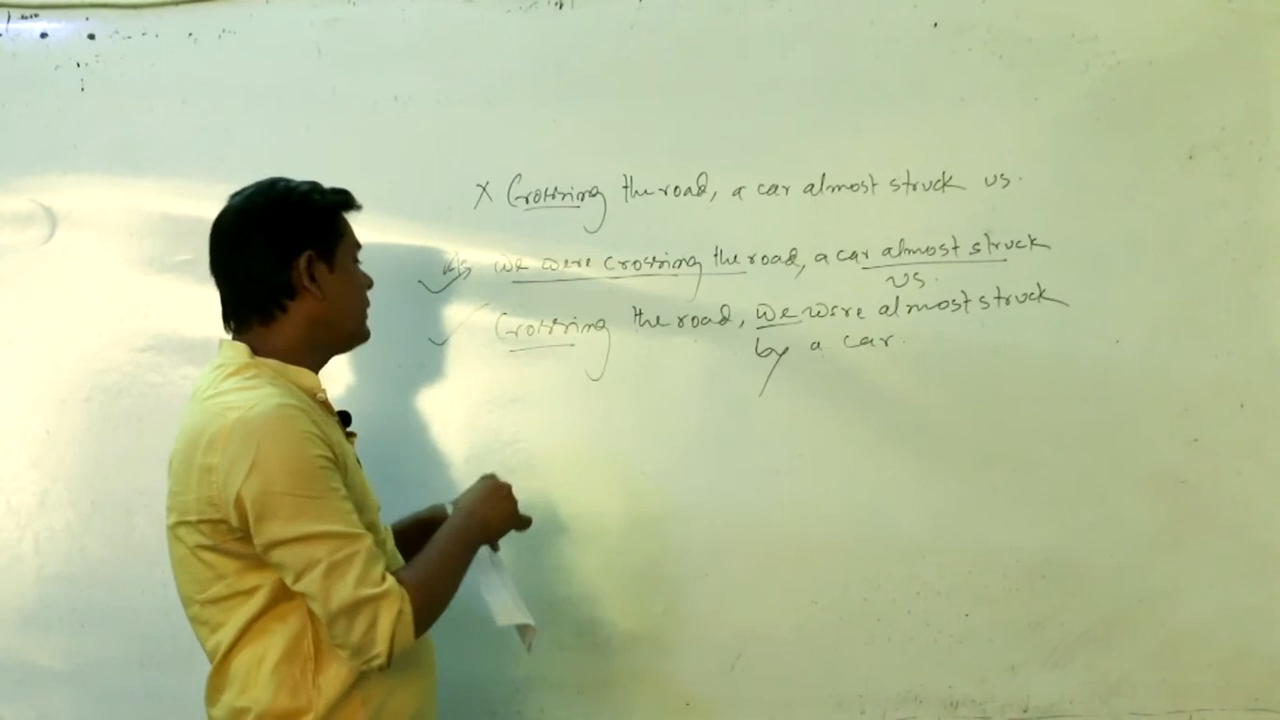 X Crossing the road, a car almost struck us.
As we were crossing the road, a car almost struck
us.
Crossing the road, we were almost struck
by a car.